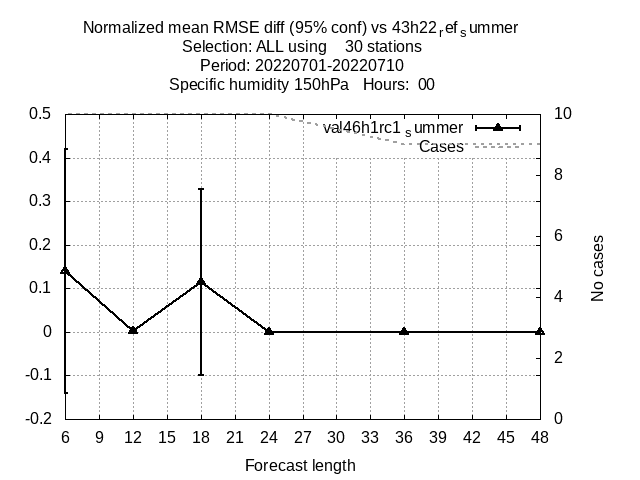 Normalized mean RMSE diff (95% conf) vs 43h22refsummer
Selection: ALL using 30 stations
Period: 20220701-20220710
Specific humidity 150hPa Hours: 00
val46h1rc1summer
Cases
0.5
0.4
0.3
0.2
0.1
0
-0.1
-0.2
10
8
6
4
2
0
No cases
6 9 12 15 18 21 24 27 30 33 36 39 42 45 48
Forecast length